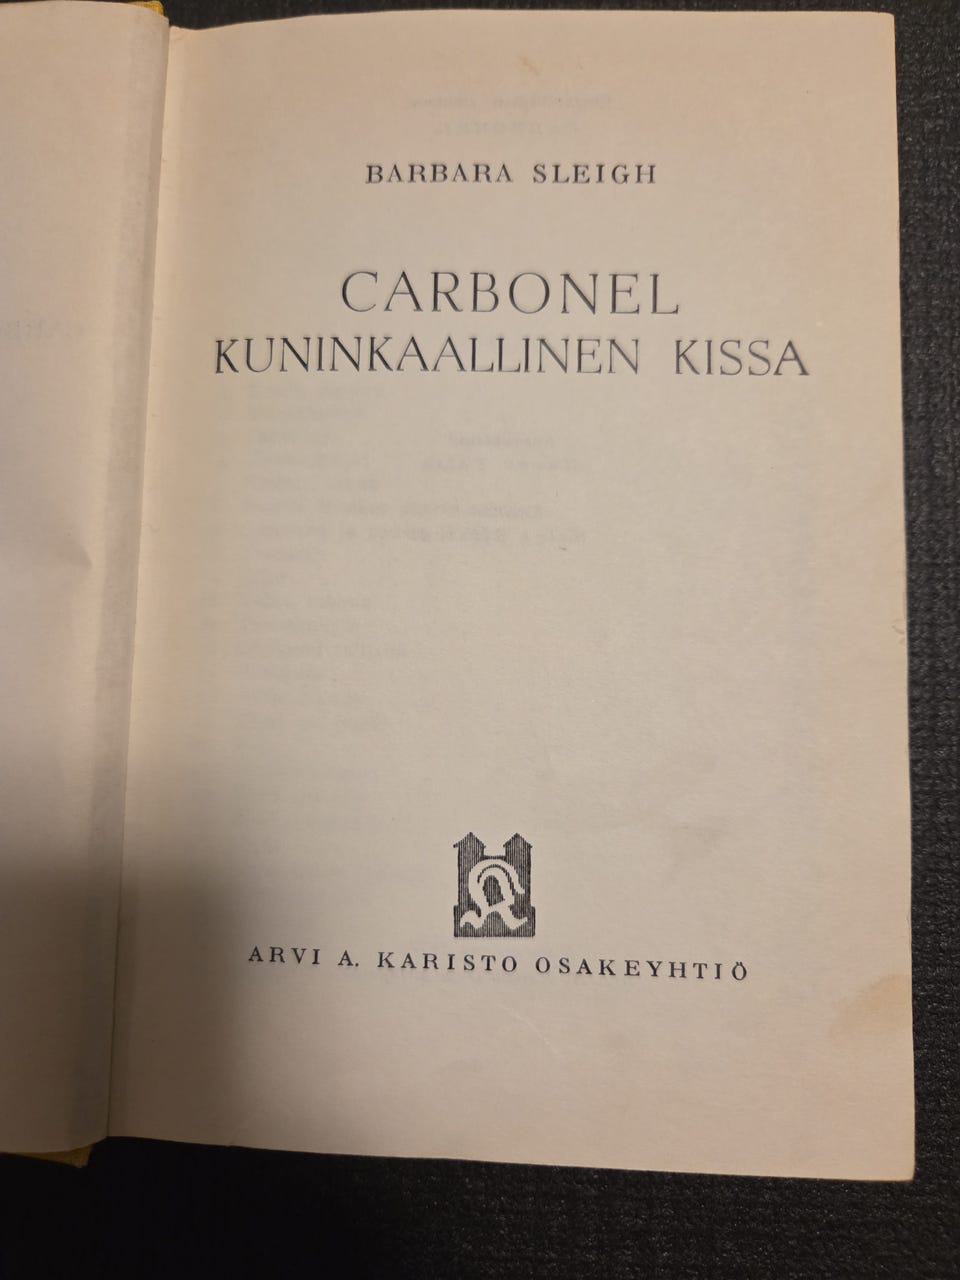 BARBARA SLEIGH
CARBONEL
KUNINKAALLINEN KISSA
K
ARVI A. KARISTO OSAKEYHTIÖ